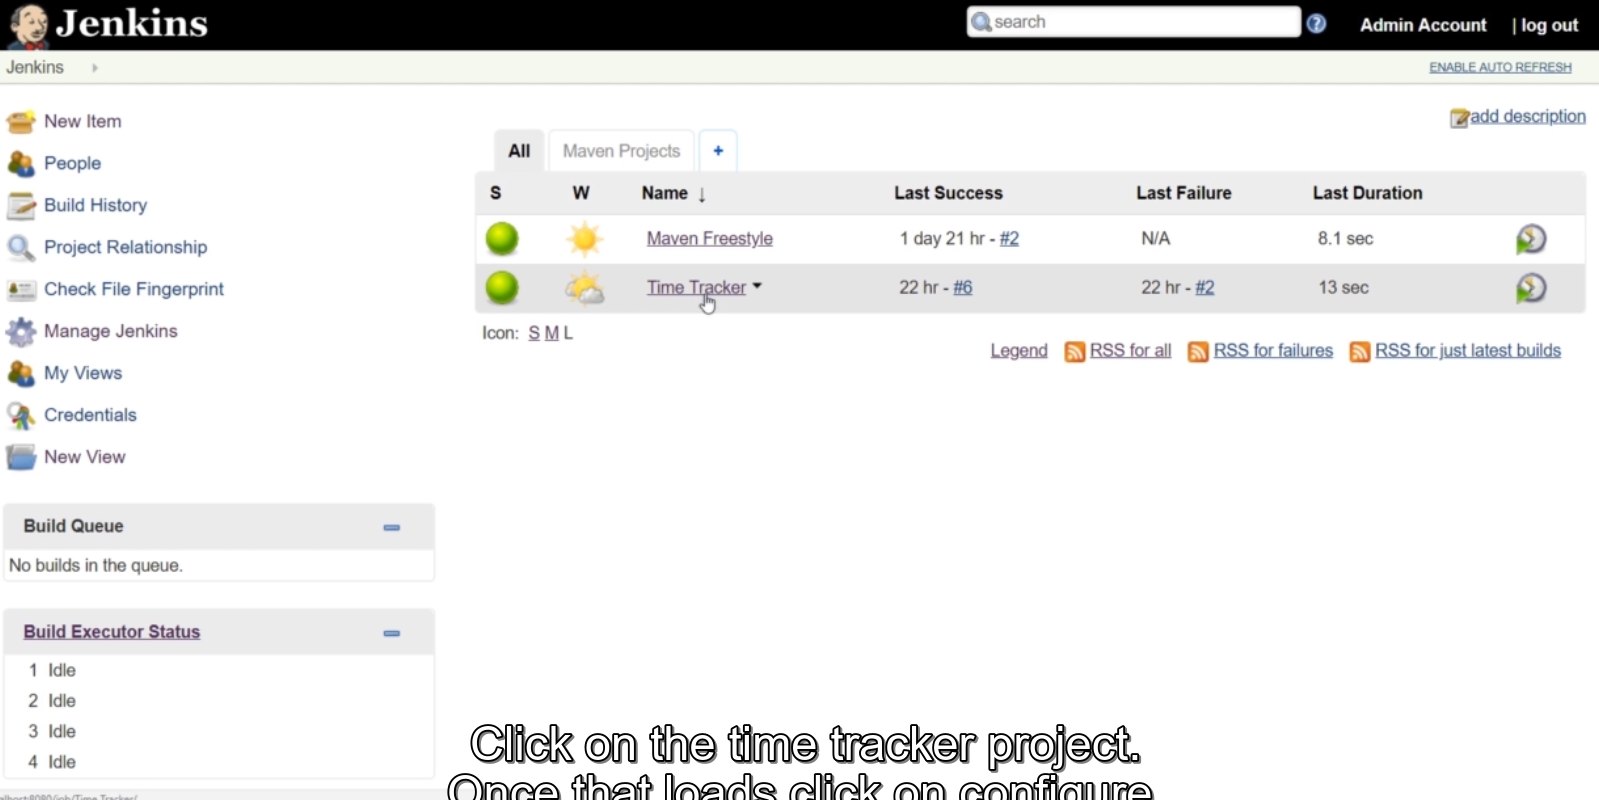 Jenkins
search
Admin Account | log out
Jenkins
ENABLE AUTO REFRESH
New Item
People
Build History
Project Relationship
Check File Fingerprint
Manage Jenkins
My Views
Credentials
New View
add description
All Maven Projects +
S W Name ↓ Last Success Last Failure Last Duration
Maven Freestyle 1 day 21 hr - #2 N/A 8.1 sec
Time Tracker 22 hr - #6 22 hr - #2 13 sec
Icon: S M L
Legend RSS for all RSS for failures RSS for just latest builds
Build Queue
No builds in the queue.
Build Executor Status
1 Idle
2 Idle
3 Idle
4 Idle
Click on the time tracker project.
Once that loads click on configure
alhost:8080/job/Time Tracker/